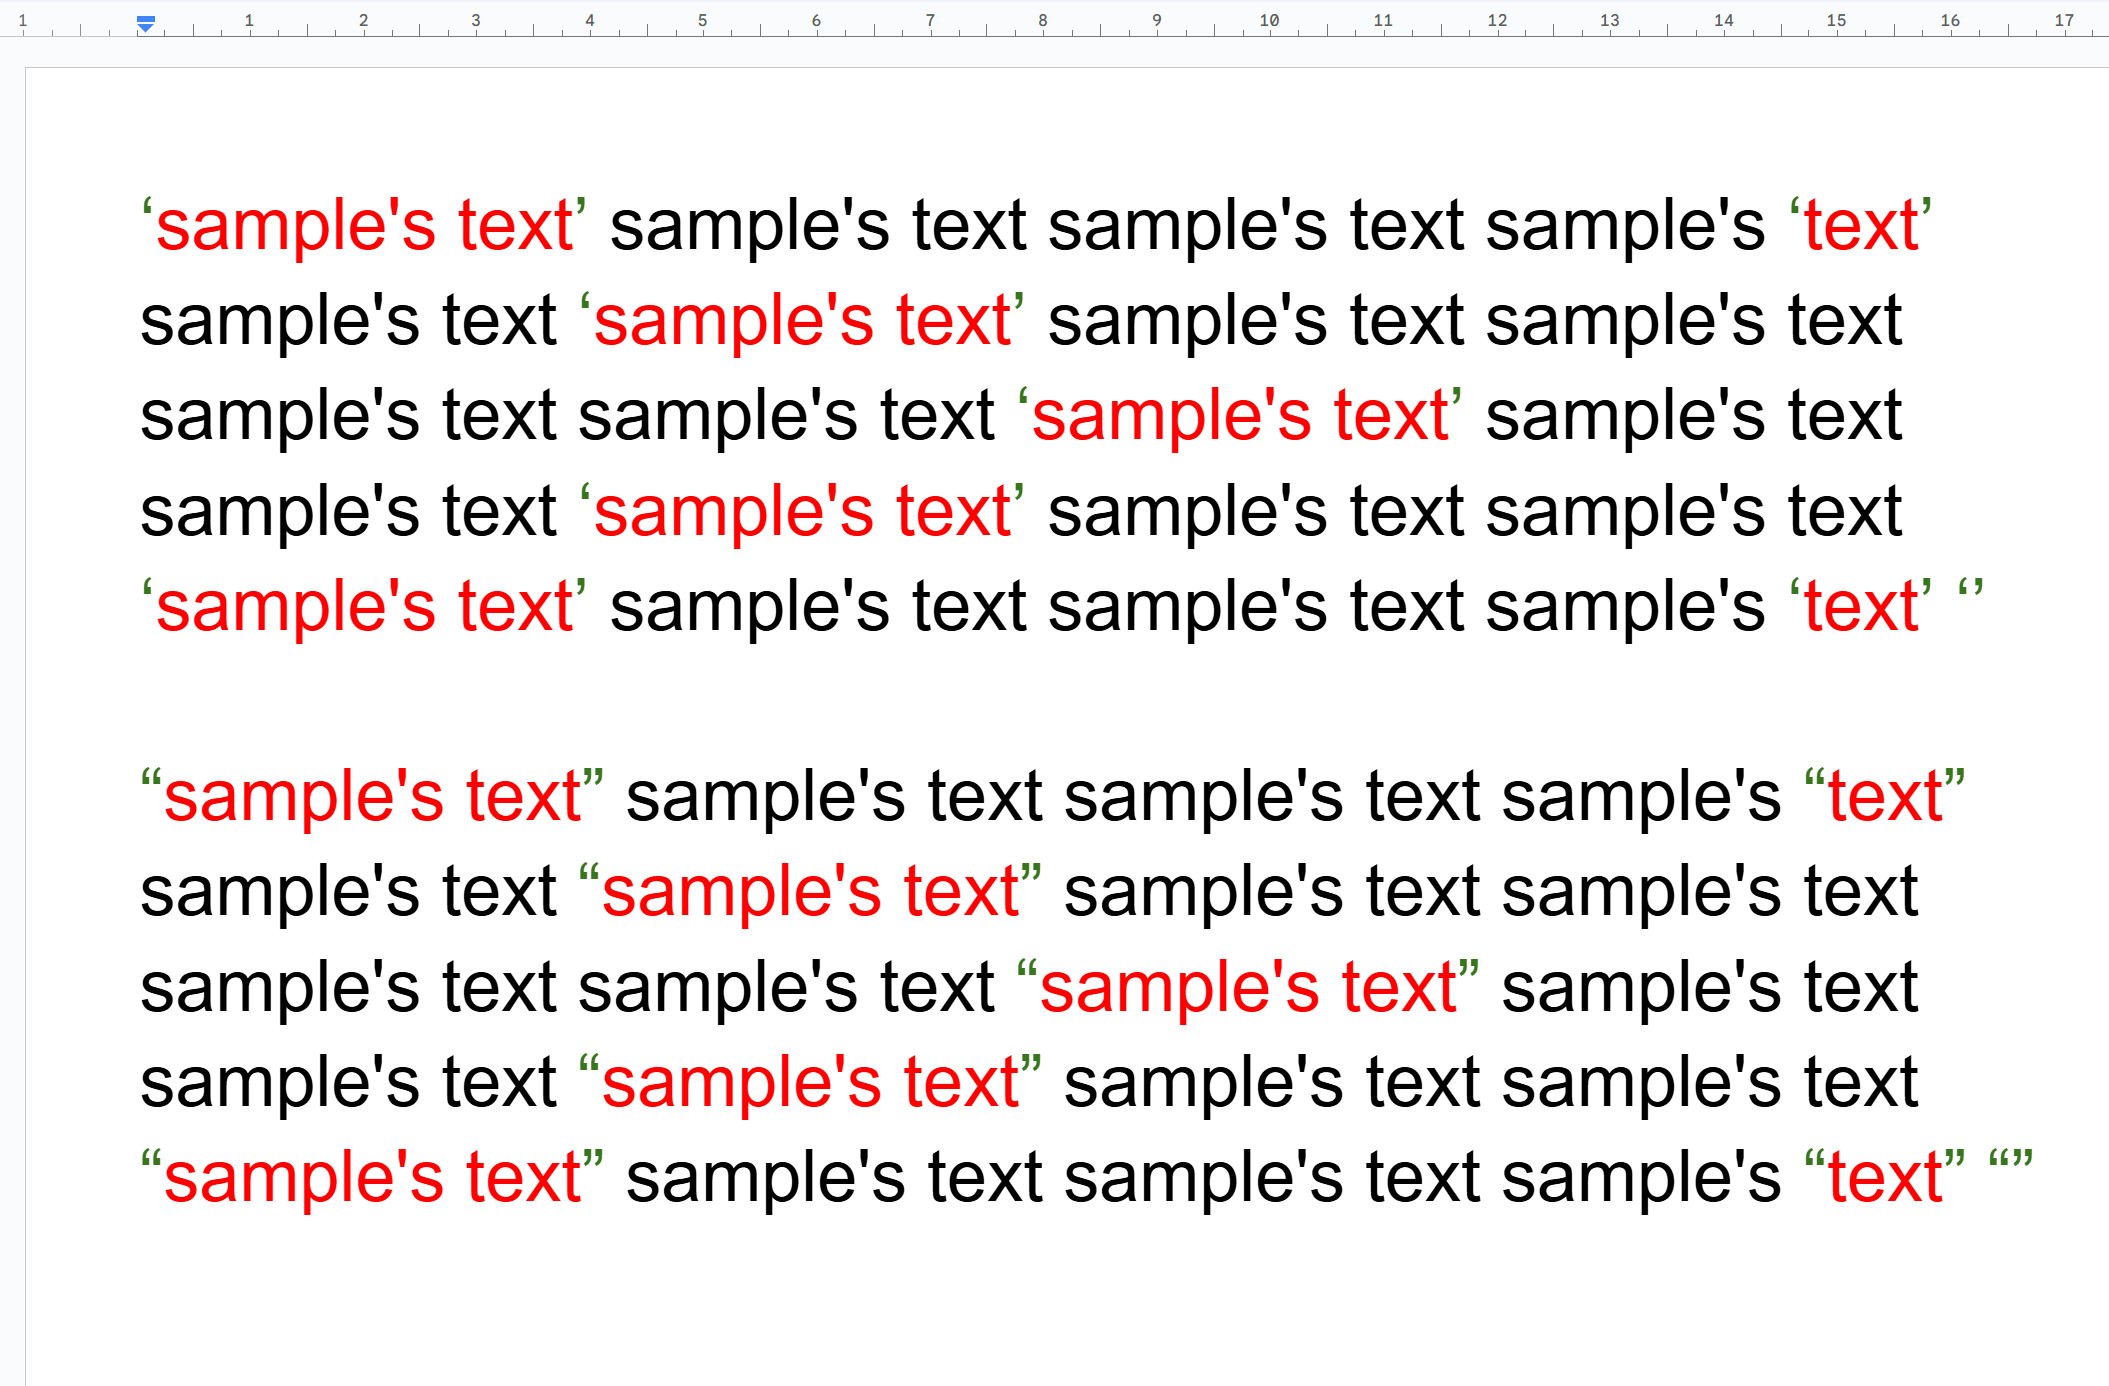 1 1 2 3 4 5 6 7 8 9 10 11 12 13 14 15 16 17
‘sample's text’ sample's text sample's text sample's ‘text’
sample's text ‘sample's text’ sample's text sample's text
sample's text sample's text ‘sample's text’ sample's text
sample's text ‘sample's text’ sample's text sample's text
‘sample's text’ sample's text sample's text sample's ‘text’ ‘’
“sample's text” sample's text sample's text sample's “text”
sample's text “sample's text” sample's text sample's text
sample's text sample's text “sample's text” sample's text
sample's text “sample's text” sample's text sample's text
“sample's text” sample's text sample's text sample's “text” “”